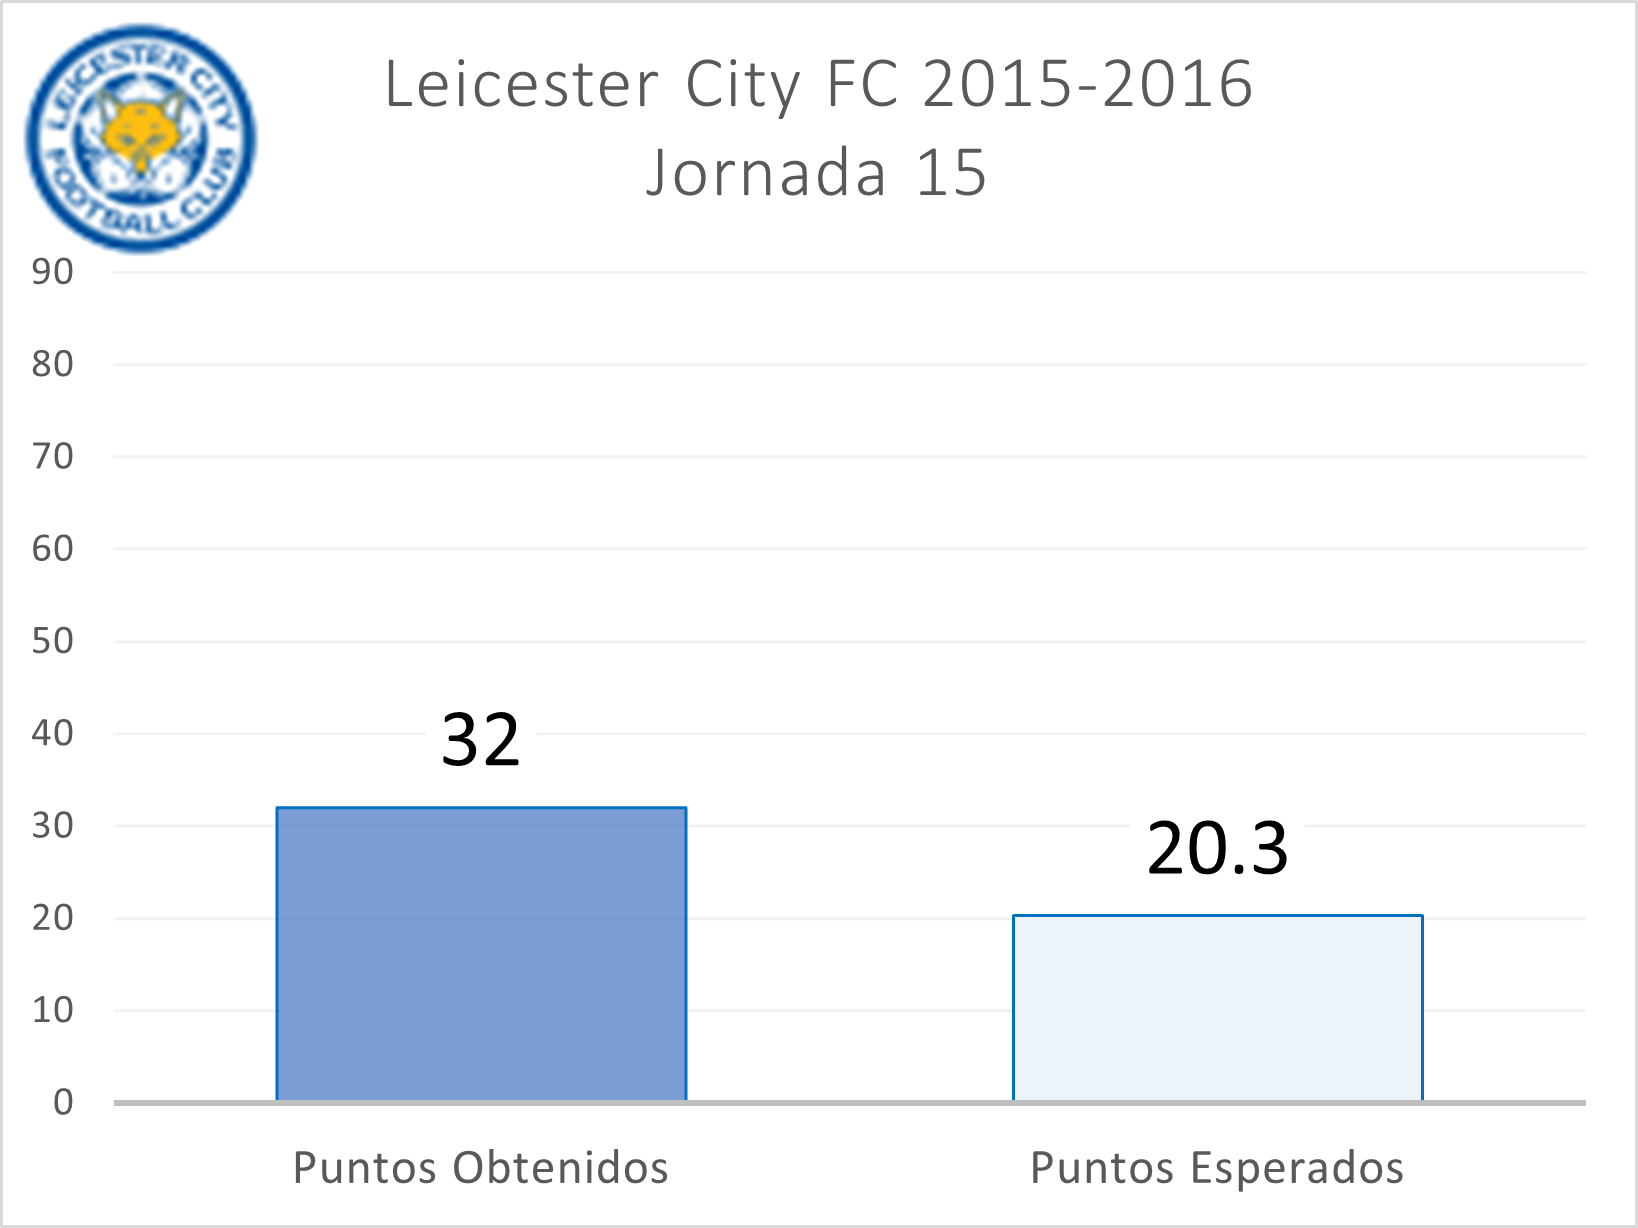 LEICESTER CITY
FOOTBALL CLUB
Leicester City FC 2015-2016
Jornada 15
90
80
70
60
50
40
30
20
10
0
32
20.3
Puntos Obtenidos
Puntos Esperados